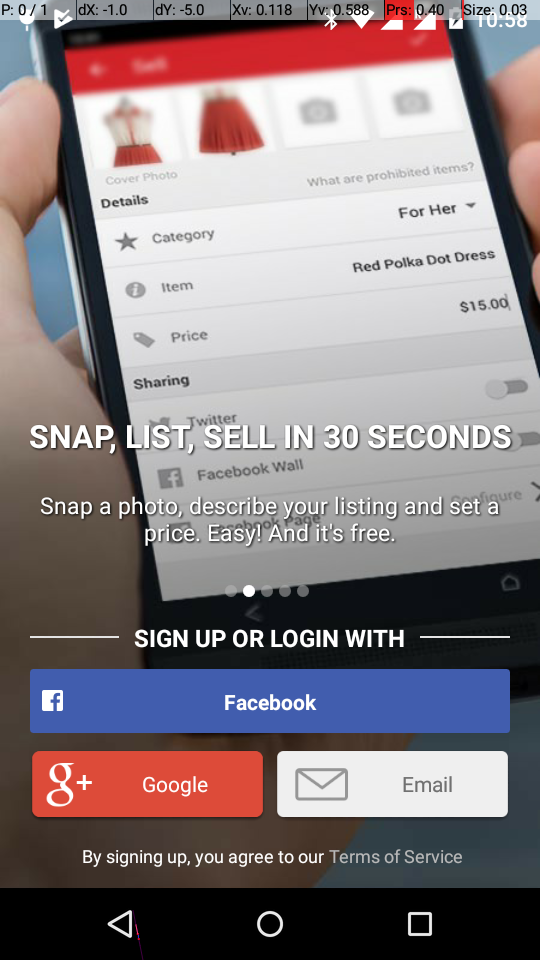 P: 0 / 1 dX: -1.0 dY: -5.0 Xv: 0.118 Yv: 0.588 Prs: 0.40 Size: 0.03
10:58
Sell
Cover Photo
What are prohibited items?
Details
Category For Her
Item Red Polka Dot Dress
Price $15.00
Sharing
Twitter
SNAP, LIST, SELL IN 30 SECONDS
Facebook Wall
Facebook Page Configure
Snap a photo, describe your listing and set a
price. Easy! And it's free.
SIGN UP OR LOGIN WITH
Facebook
g+ Google
Email
By signing up, you agree to our Terms of Service